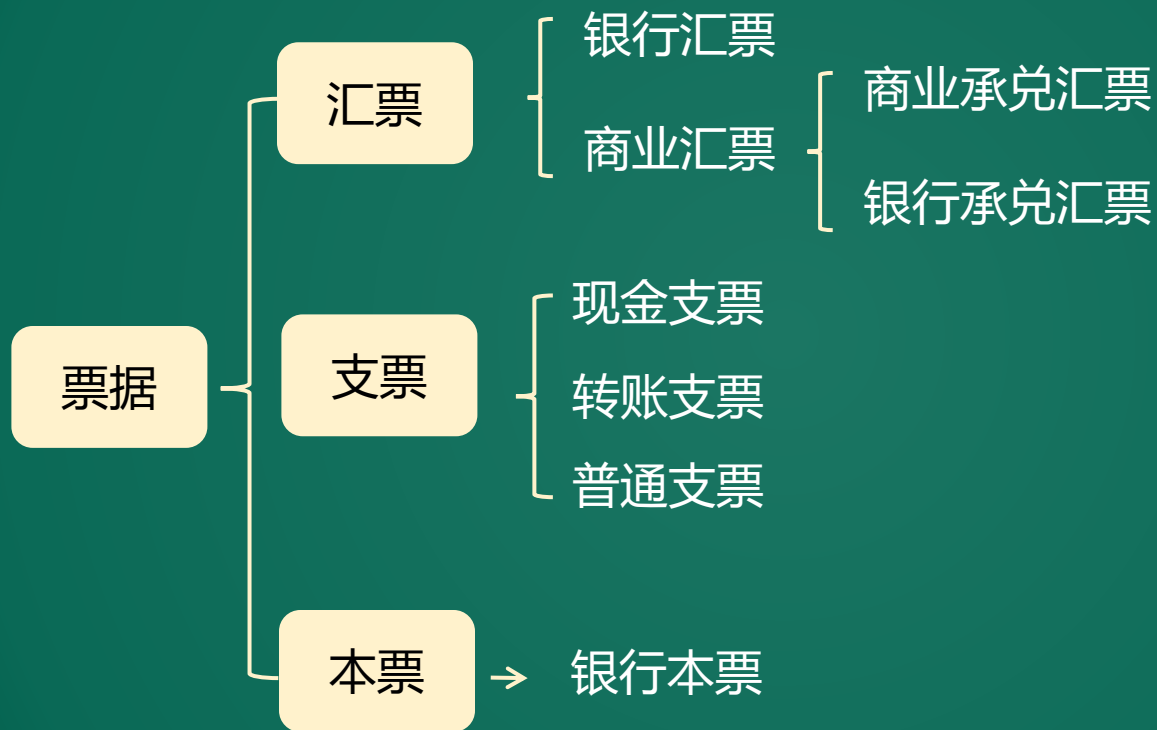 票据
汇票
银行汇票
商业汇票
商业承兑汇票
银行承兑汇票
支票
现金支票
转账支票
普通支票
本票
银行本票